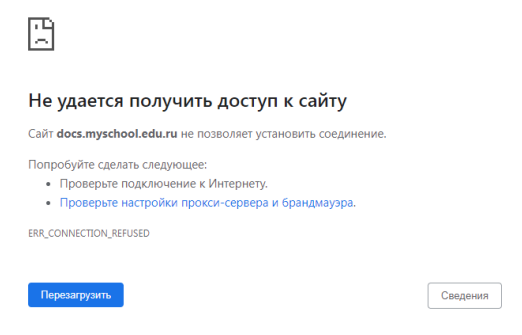 Не удается получить доступ к сайту
Сайт docs.myschool.edu.ru не позволяет установить соединение.
Попробуйте сделать следующее:
• Проверьте подключение к Интернету.
• Проверьте настройки прокси-сервера и брандмауэра.
ERR_CONNECTION_REFUSED
Перезагрузить
Сведения